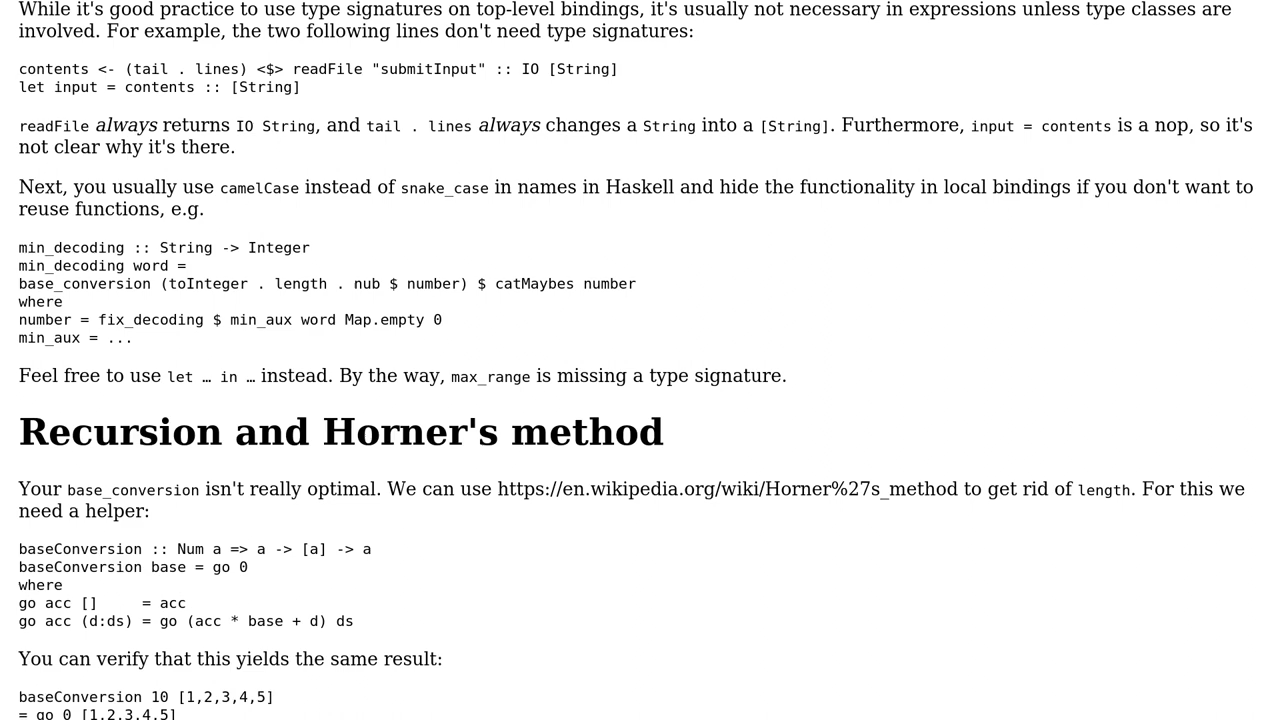 While it's good practice to use type signatures on top-level bindings, it's usually not necessary in expressions unless type classes are
involved. For example, the two following lines don't need type signatures:
contents <- (tail . lines) <$> readFile "submitInput" :: IO [String]
let input = contents :: [String]
readFile always returns IO String, and tail . lines always changes a String into a [String]. Furthermore, input = contents is a nop, so it's
not clear why it's there.
Next, you usually use camelCase instead of snake_case in names in Haskell and hide the functionality in local bindings if you don't want to
reuse functions, e.g.
min_decoding :: String -> Integer
min_decoding word =
base_conversion (toInteger . length . nub $ number) $ catMaybes number
where
number = fix_decoding $ min_aux word Map.empty 0
min_aux = ...
Feel free to use let … in … instead. By the way, max_range is missing a type signature.
Recursion and Horner's method
Your base_conversion isn't really optimal. We can use https://en.wikipedia.org/wiki/Horner%27s_method to get rid of length. For this we
need a helper:
baseConversion :: Num a => a -> [a] -> a
baseConversion base = go 0
where
go acc []     = acc
go acc (d:ds) = go (acc * base + d) ds
You can verify that this yields the same result:
baseConversion 10 [1,2,3,4,5]
= go 0 [1,2,3,4,5]